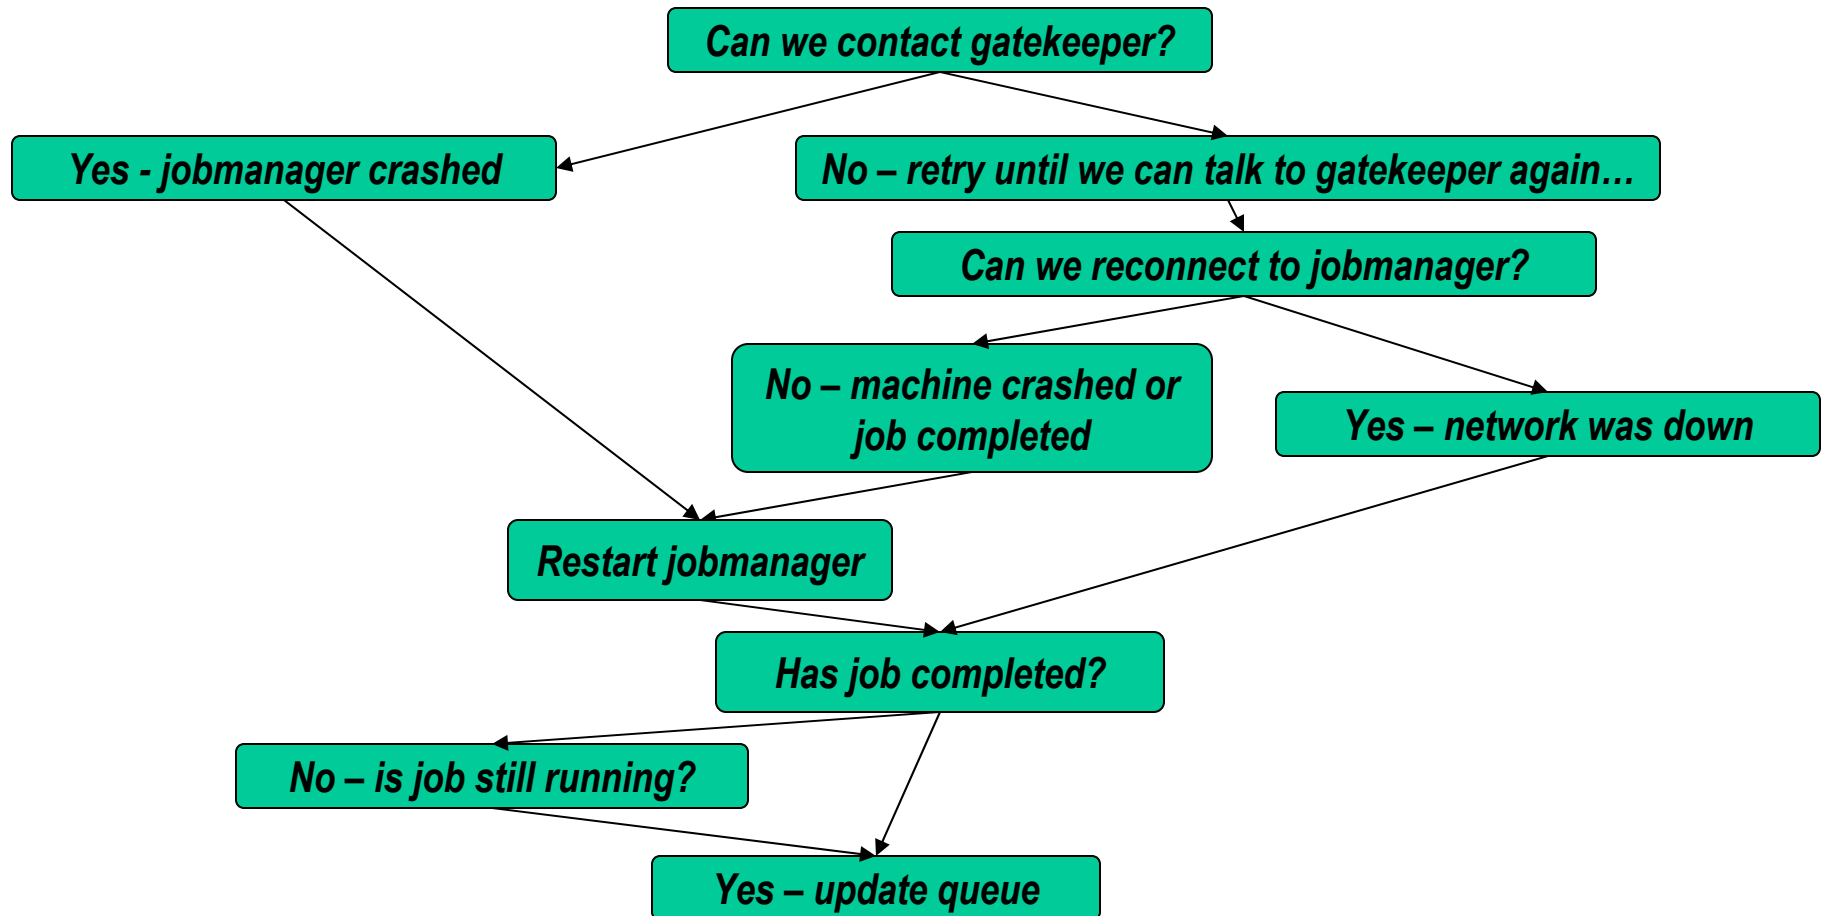 Can we contact gatekeeper?
Yes - jobmanager crashed
No – retry until we can talk to gatekeeper again…
Can we reconnect to jobmanager?
No – machine crashed or
job completed
Yes – network was down
Restart jobmanager
Has job completed?
No – is job still running?
Yes – update queue